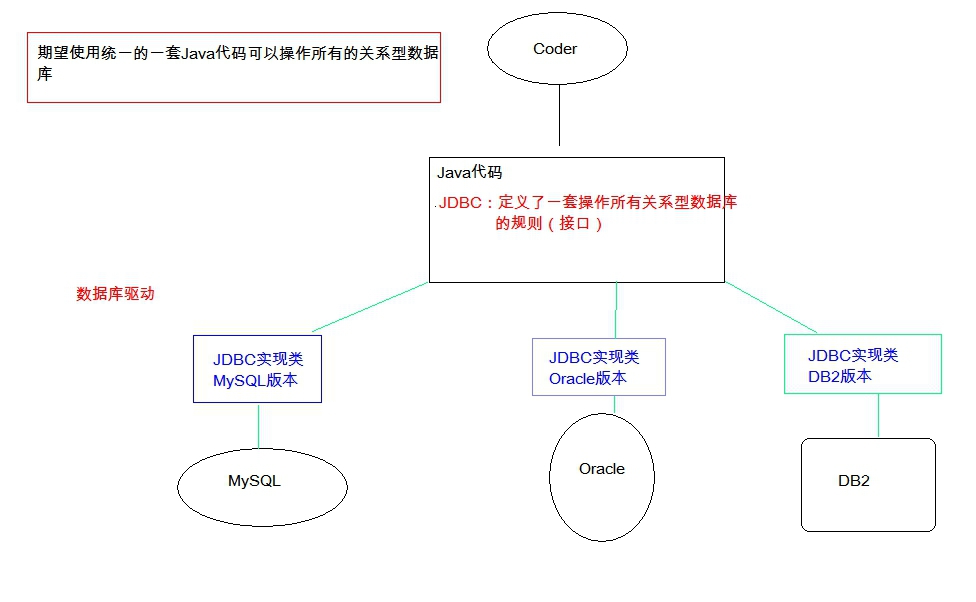 期望使用统一的一套Java代码可以操作所有的关系型数据
库
Coder
Java代码
.JDBC：定义了一套操作所有关系型数据库
的规则（接口）
数据库驱动
JDBC实现类
MySQL版本
JDBC实现类
Oracle版本
JDBC实现类
DB2版本
MySQL
Oracle
DB2